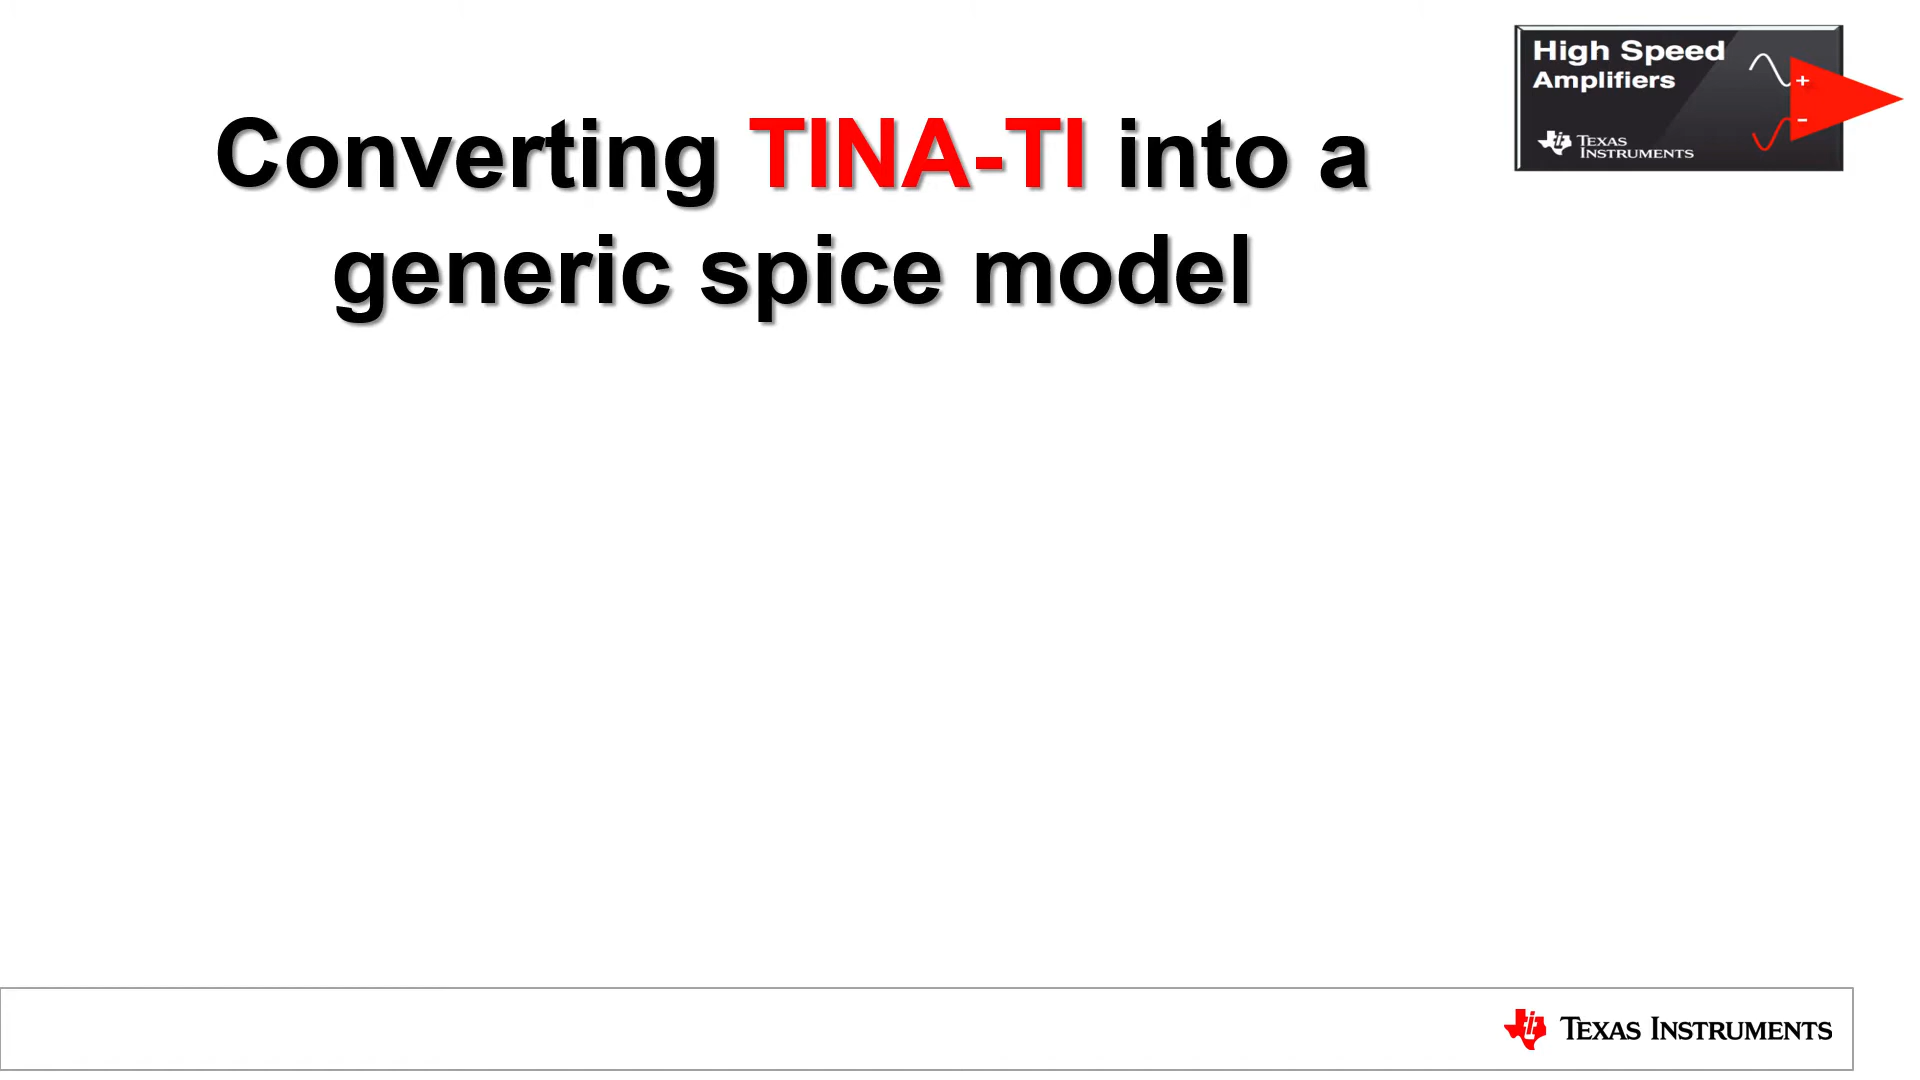 High Speed
Amplifiers
+
-
TEXAS
INSTRUMENTS
Converting TINA-TI into a
generic spice model
TEXAS INSTRUMENTS